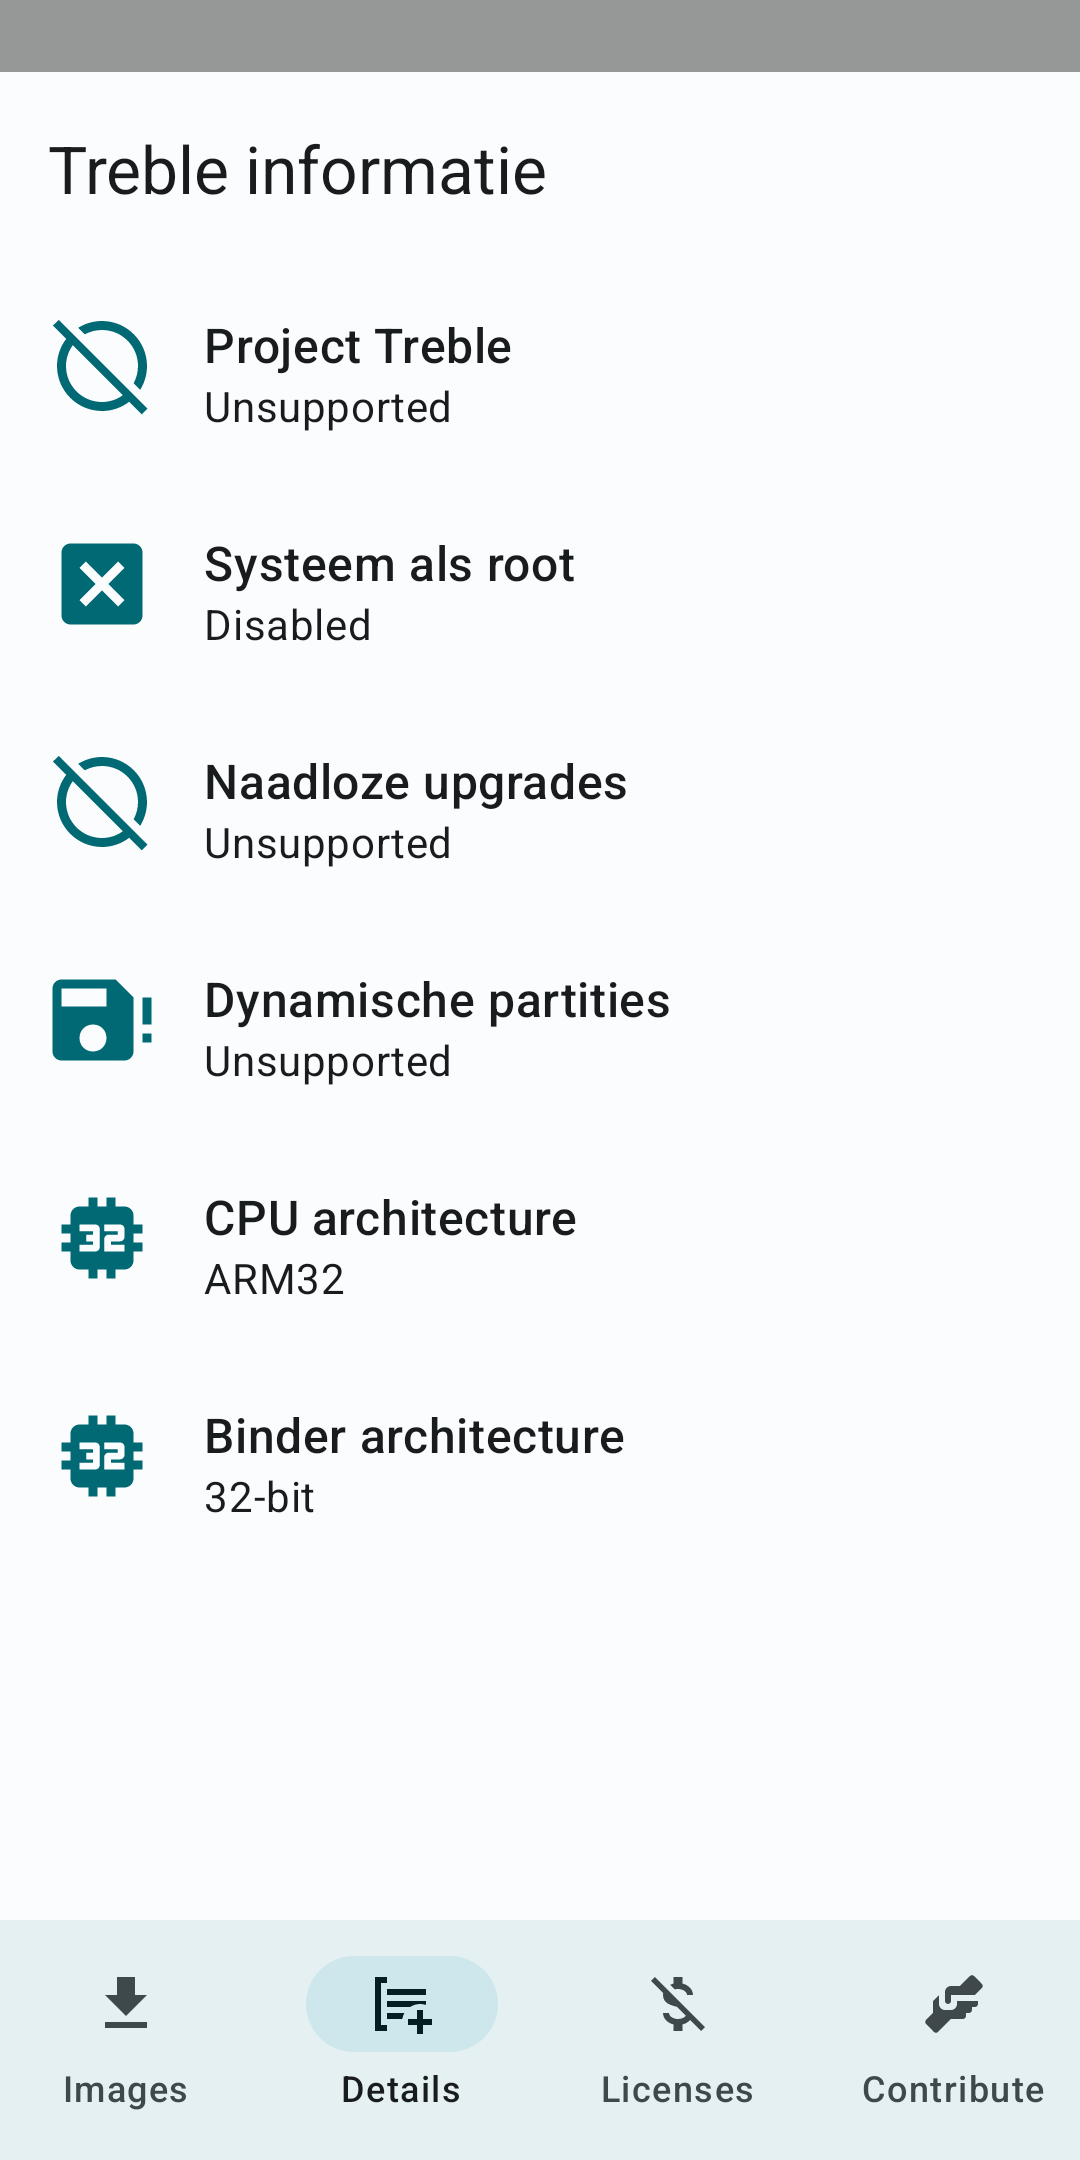 Treble informatie
Project Treble
Unsupported
Systeem als root
Disabled
Naadloze upgrades
Unsupported
Dynamische partities
Unsupported
32
CPU architecture
ARM32
32
Binder architecture
32-bit
Images
Details
Licenses
Contribute